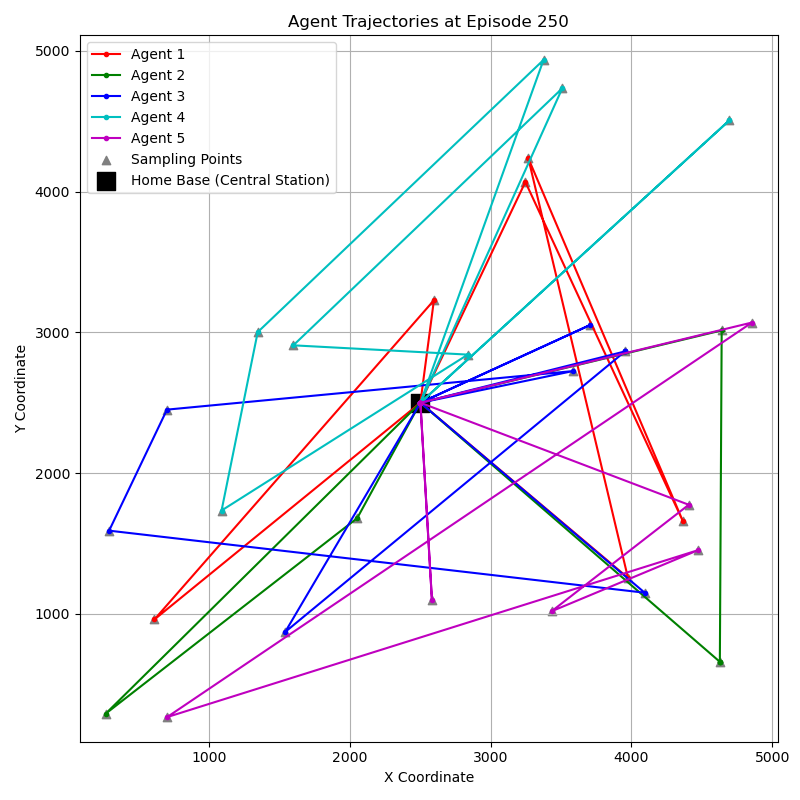 Agent Trajectories at Episode 250
Agent 1
Agent 2
Agent 3
Agent 4
Agent 5
Sampling Points
Home Base (Central Station)
5000
4000
3000
2000
1000
Y Coordinate
1000 2000 3000 4000 5000
X Coordinate